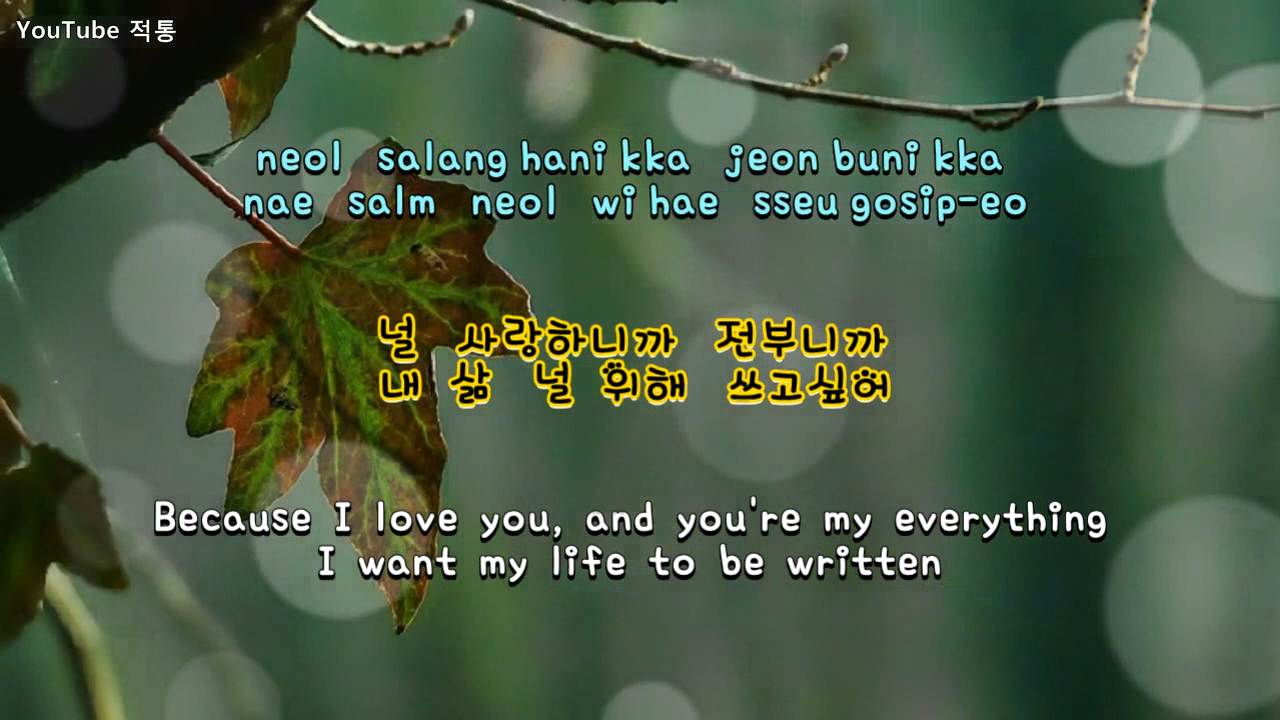 YouTube 적통
neol salang hani kka jeon buni kka
nae salm neol wi hae sseu gosip-eo
널 사랑하니까 전부니까
내 삶 널 위해 쓰고싶어
Because I love you, and you're my everything
I want my life to be written